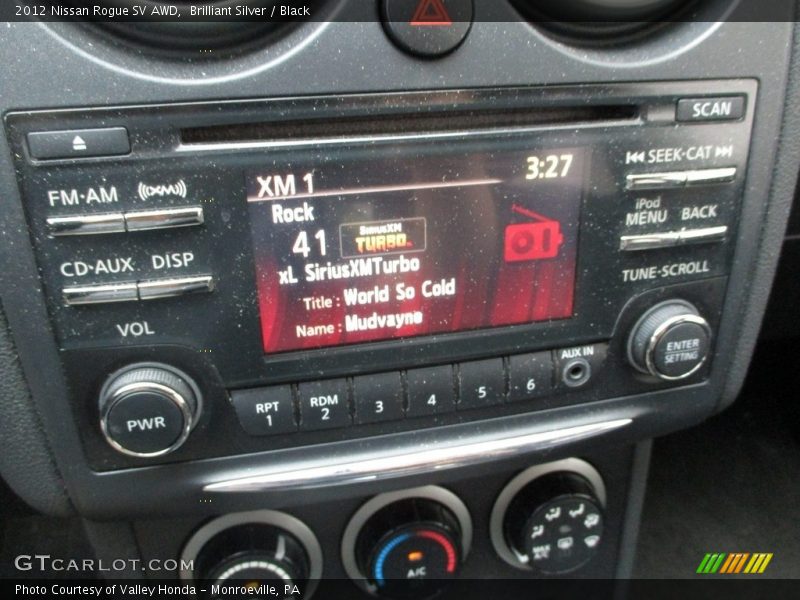 2012 Nissan Rogue SV AWD,  Brilliant Silver / Black
SCAN
XM 1
3:27
SEEK·CAT
FM·AM
(XM)
Rock
iPod
MENU
BACK
41
SIRIUSXM
TURBO
CD·AUX
DISP
xL SiriusXMTurbo
TUNE·SCROLL
Title : World So Cold
Name : Mudvayne
VOL
ENTER
SETTING
AUX IN
PWR
RPT
1
RDM
2
3
4
5
6
A/C
GTCARLOT.COM
Photo Courtesy of Valley Honda - Monroeville, PA